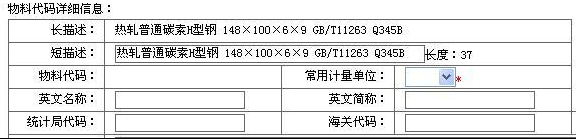 物料代码详细信息：
长描述： 热轧普通碳素H型钢 148×100×6×9 GB/T11263 Q345B
短描述： 热轧普通碳素H型钢 148×100×6×9 GB/T11263 Q345B 长度：37
物料代码： 常用计量单位： *
英文名称： 英文简称：
统计局代码： 海关代码：